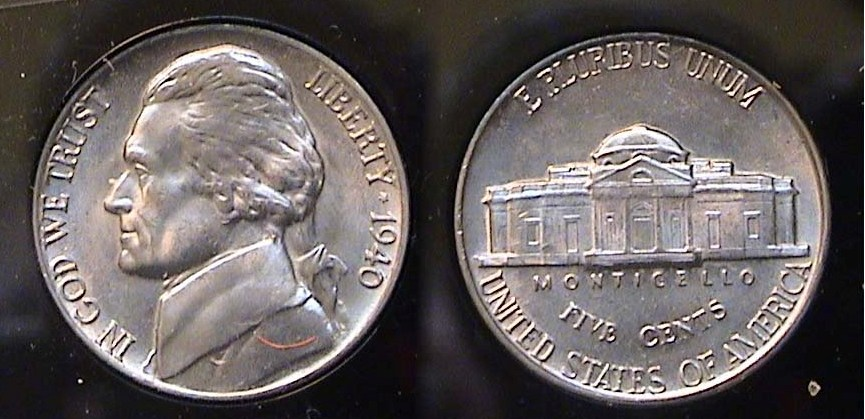 IN GOD WE TRUST
LIBERTY · 1940
E PLURIBUS UNUM
MONTICELLO
FIVE CENTS
UNITED STATES OF AMERICA